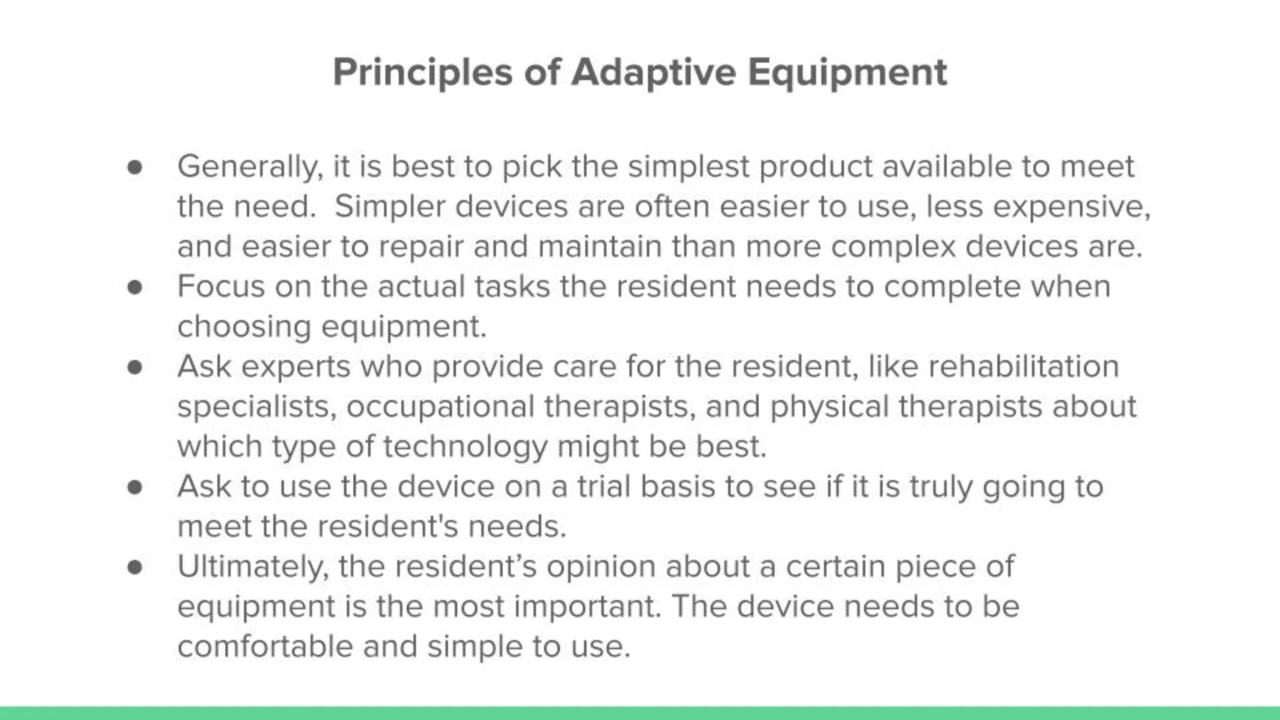 Principles of Adaptive Equipment
● Generally, it is best to pick the simplest product available to meet
the need.  Simpler devices are often easier to use, less expensive,
and easier to repair and maintain than more complex devices are.
● Focus on the actual tasks the resident needs to complete when
choosing equipment.
● Ask experts who provide care for the resident, like rehabilitation
specialists, occupational therapists, and physical therapists about
which type of technology might be best.
● Ask to use the device on a trial basis to see if it is truly going to
meet the resident's needs.
● Ultimately, the resident’s opinion about a certain piece of
equipment is the most important. The device needs to be
comfortable and simple to use.